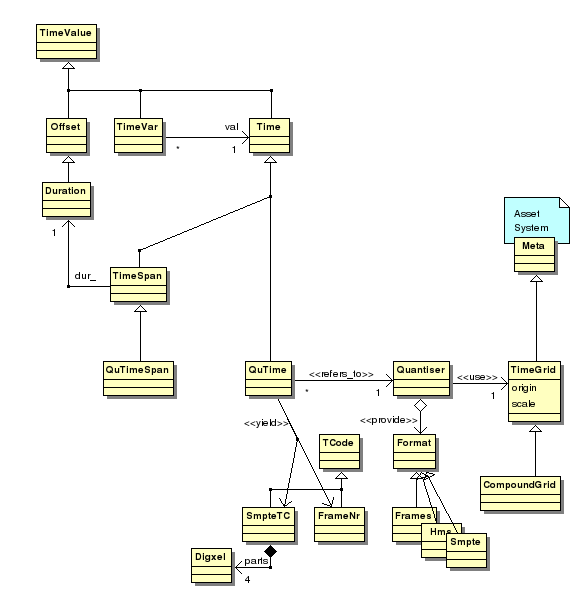 TimeValue
Offset
TimeVar
val
Time
*
1
Duration
1
Asset
System
Meta
dur_
TimeSpan
QuTimeSpan
QuTime
<<refers_to>>
*
1
Quantiser
<<use>>
1
TimeGrid
origin
scale
<<yield>>
<<provide>>
TCode
Format
CompoundGrid
SmpteTC
FrameNr
Frames
Hms
Smpte
Digxel
parts
4